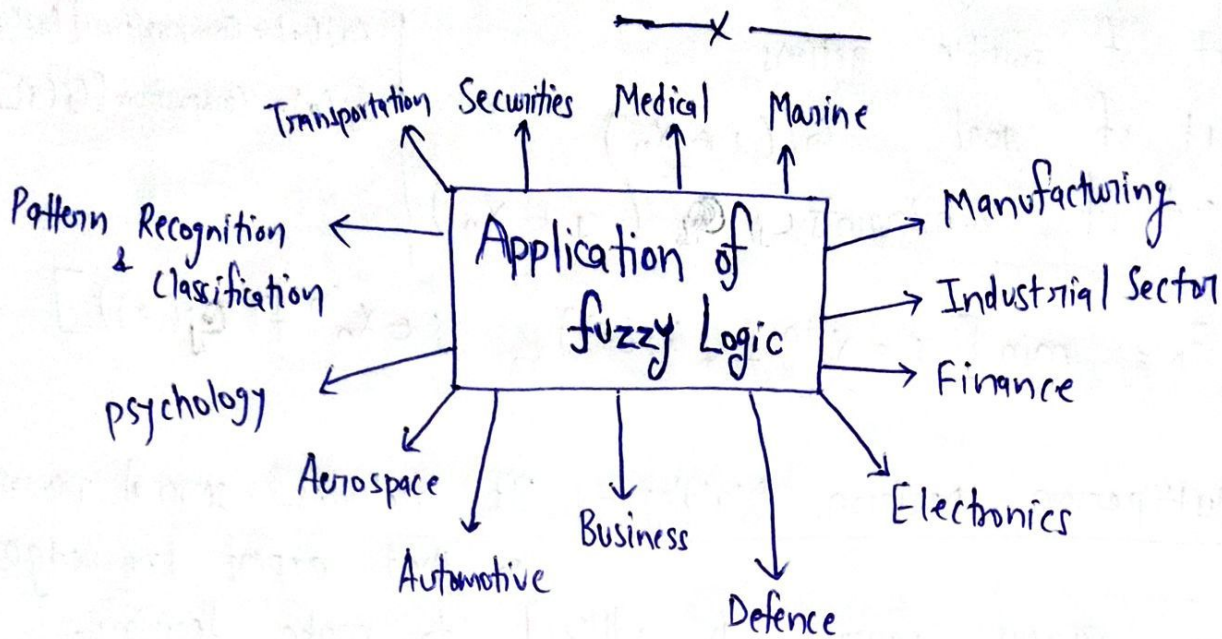 Transportation
Securities
Medical
Marine
Pattern Recognition
& Classification
Application of
fuzzy Logic
Manufacturing
Industrial Sector
Finance
psychology
Aerospace
Automotive
Business
Defence
Electronics